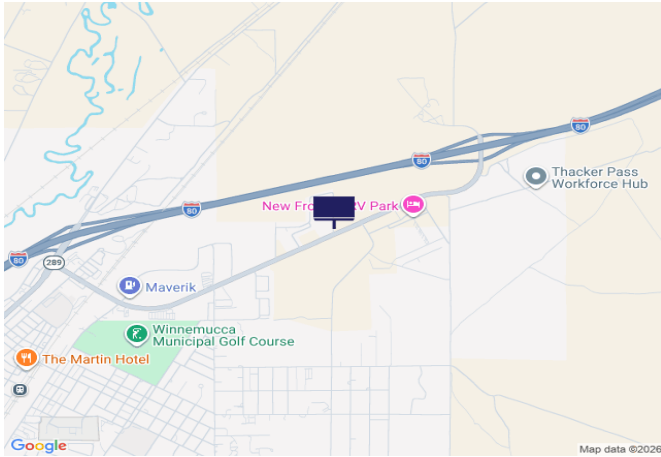 80
80
Thacker Pass
Workforce Hub
New Fro
RV Park
80
289
80
Maverik
Winnemucca
Municipal Golf Course
The Martin Hotel
Google
Map data ©2026